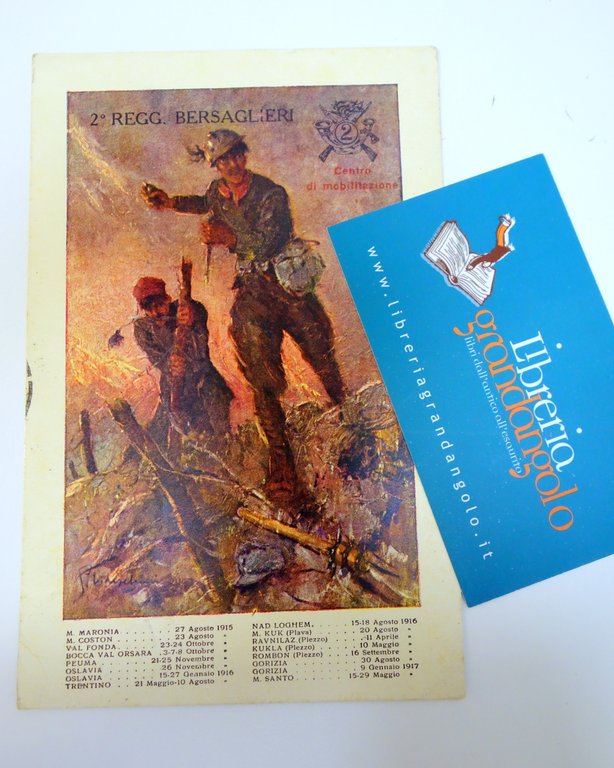 2º REGG. BERSAGLIERI
2
Centro
di mobilitazione
M. MARONIA . . . . . 27 Agosto 1915
M. COSTON . . . . . 23 Agosto »
VAL FONDA. . . . . 23-24 Ottobre »
BOCCA VAL ORSARA . 3-7-8 Ottobre »
PEUMA . . . . 21-25 Novembre »
OSLAVIA . . . . . 26 Novembre »
OSLAVIA . . . . 15-27 Gennaio 1916
TRENTINO . . . 21 Maggio-10 Agosto »
NAD LOGHEM. . . . . 15-18 Agosto 1916
M. KUK (Plava) . . . . . 20 Agosto »
RAVNILAZ (Plezzo) . . . . 11 Aprile »
KUKLA (Plezzo) . . . . . 10 Maggio »
ROMBON (Plezzo) . . . 16 Settembre »
GORIZIA . . . . . 30 Agosto »
GORIZIA . . . . . 9 Gennaio 1917
M. SANTO . . . . . 15-29 Maggio »
Libreria
grandangolo
libri dall'antico all'esaurito
www.libreriagrandangolo.it